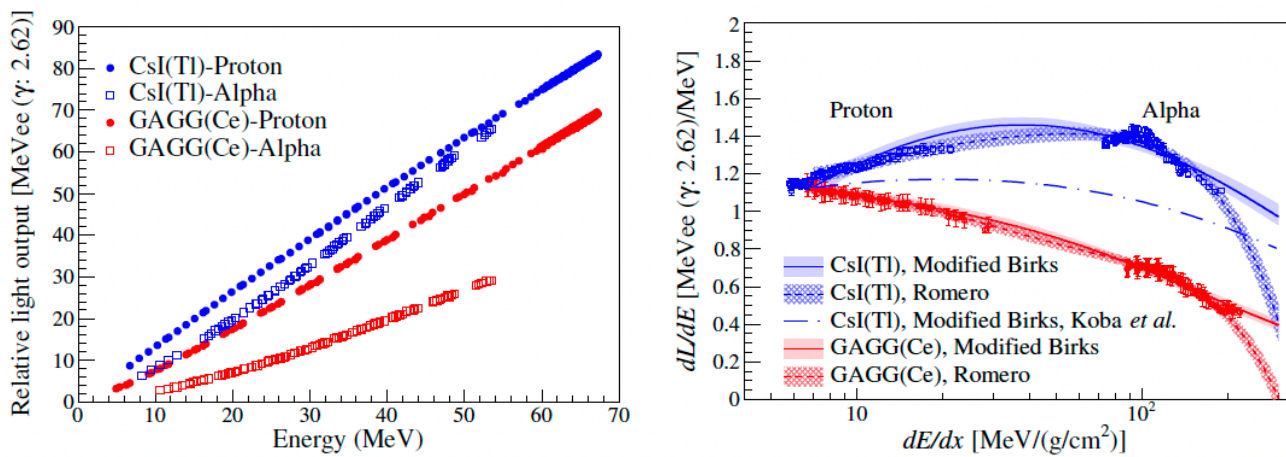 Relative light output [MeVee (γ: 2.62)]
90
80
70
60
50
40
30
20
10
0
CsI(Tl)-Proton
CsI(Tl)-Alpha
GAGG(Ce)-Proton
GAGG(Ce)-Alpha
0 10 20 30 40 50 60 70
Energy (MeV)
dL/dE [MeVee (γ: 2.62)/MeV]
2
1.8
1.6
1.4
1.2
1
0.8
0.6
0.4
0.2
0
Proton Alpha
CsI(Tl), Modified Birks
CsI(Tl), Romero
CsI(Tl), Modified Birks, Koba et al.
GAGG(Ce), Modified Birks
GAGG(Ce), Romero
10 10²
dE/dx [MeV/(g/cm²)]